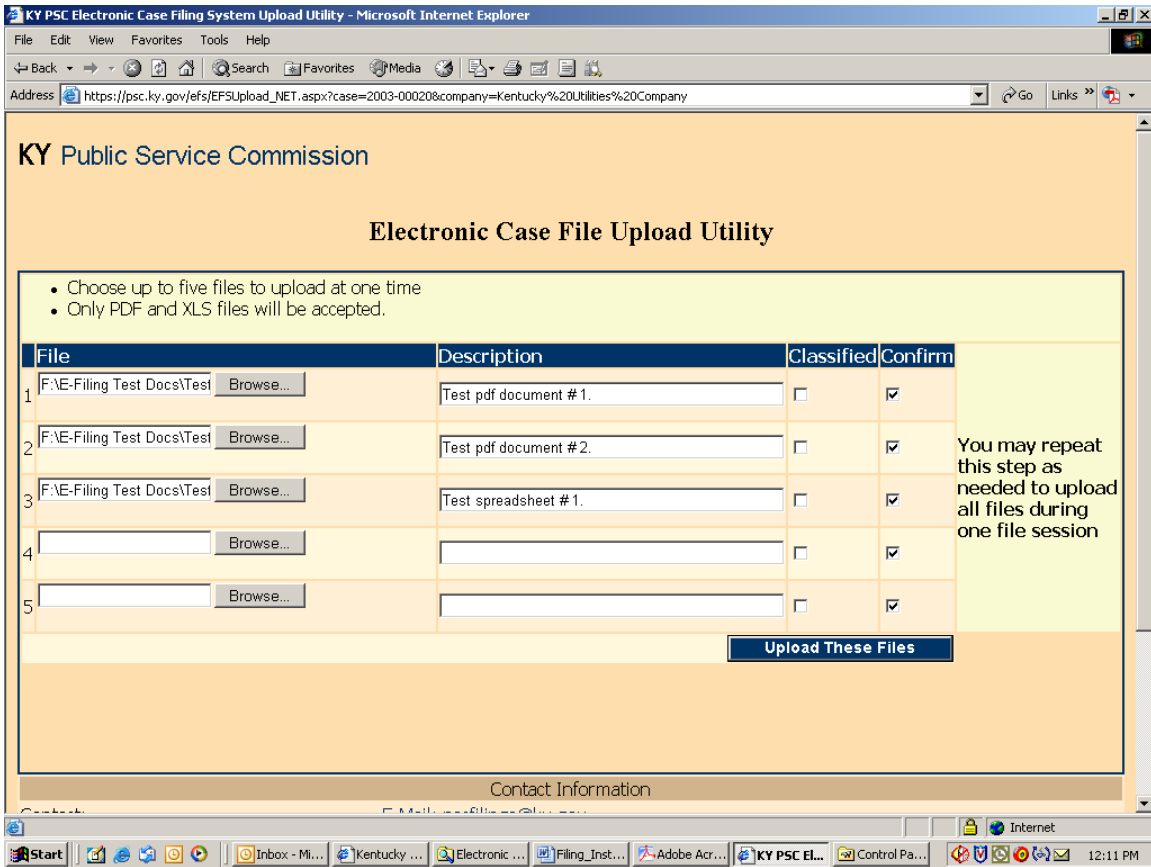 KY PSC Electronic Case Filing System Upload Utility - Microsoft Internet Explorer
File Edit View Favorites Tools Help
Back Search Favorites Media
Address https://psc.ky.gov/efs/EFSUpload_NET.aspx?case=2003-00020&company=Kentucky%20Utilities%20Company Go Links »
KY Public Service Commission
Electronic Case File Upload Utility
• Choose up to five files to upload at one time
• Only PDF and XLS files will be accepted.
File Description Classified Confirm
1 F:\E-Filing Test Docs\Test Browse... Test pdf document #1.
2 F:\E-Filing Test Docs\Test Browse... Test pdf document #2.
3 F:\E-Filing Test Docs\Test Browse... Test spreadsheet #1.
4 Browse...
5 Browse...
You may repeat
this step as
needed to upload
all files during
one file session
Upload These Files
Contact Information
Internet
Start Inbox - Mi... Kentucky ... Electronic ... Filing_Inst... Adobe Acr... KY PSC El... Control Pa... 12:11 PM